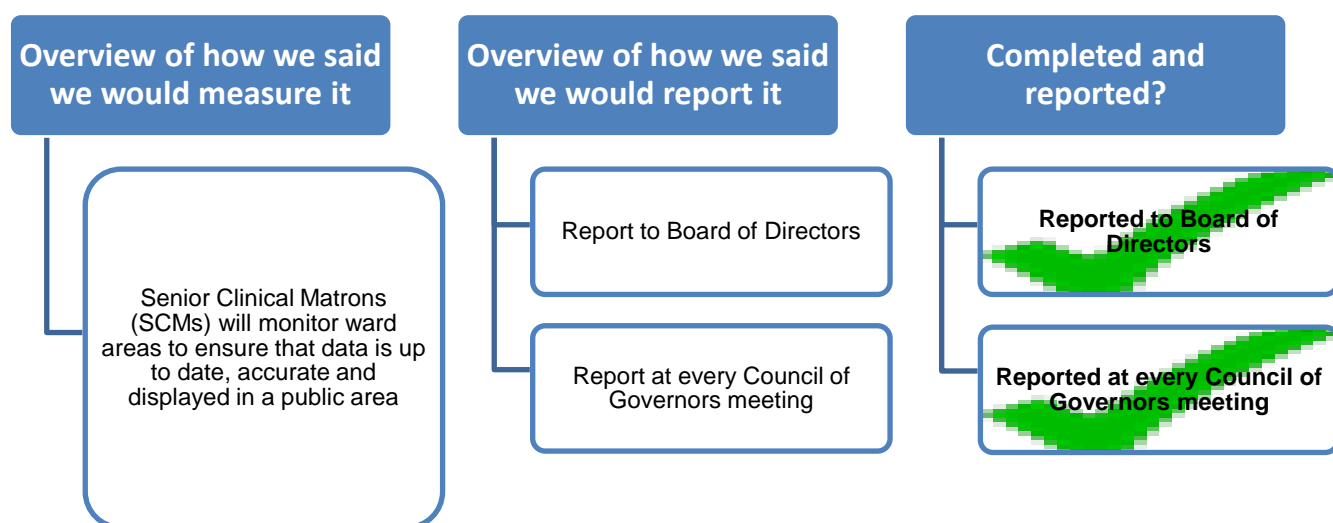 Overview of how we said
we would measure it
Senior Clinical Matrons
(SCMs) will monitor ward
areas to ensure that data is up
to date, accurate and
displayed in a public area
Overview of how we said
we would report it
Report to Board of Directors
Report at every Council of
Governors meeting
Completed and
reported?
Reported to Board of
Directors
Reported at every Council of
Governors meeting